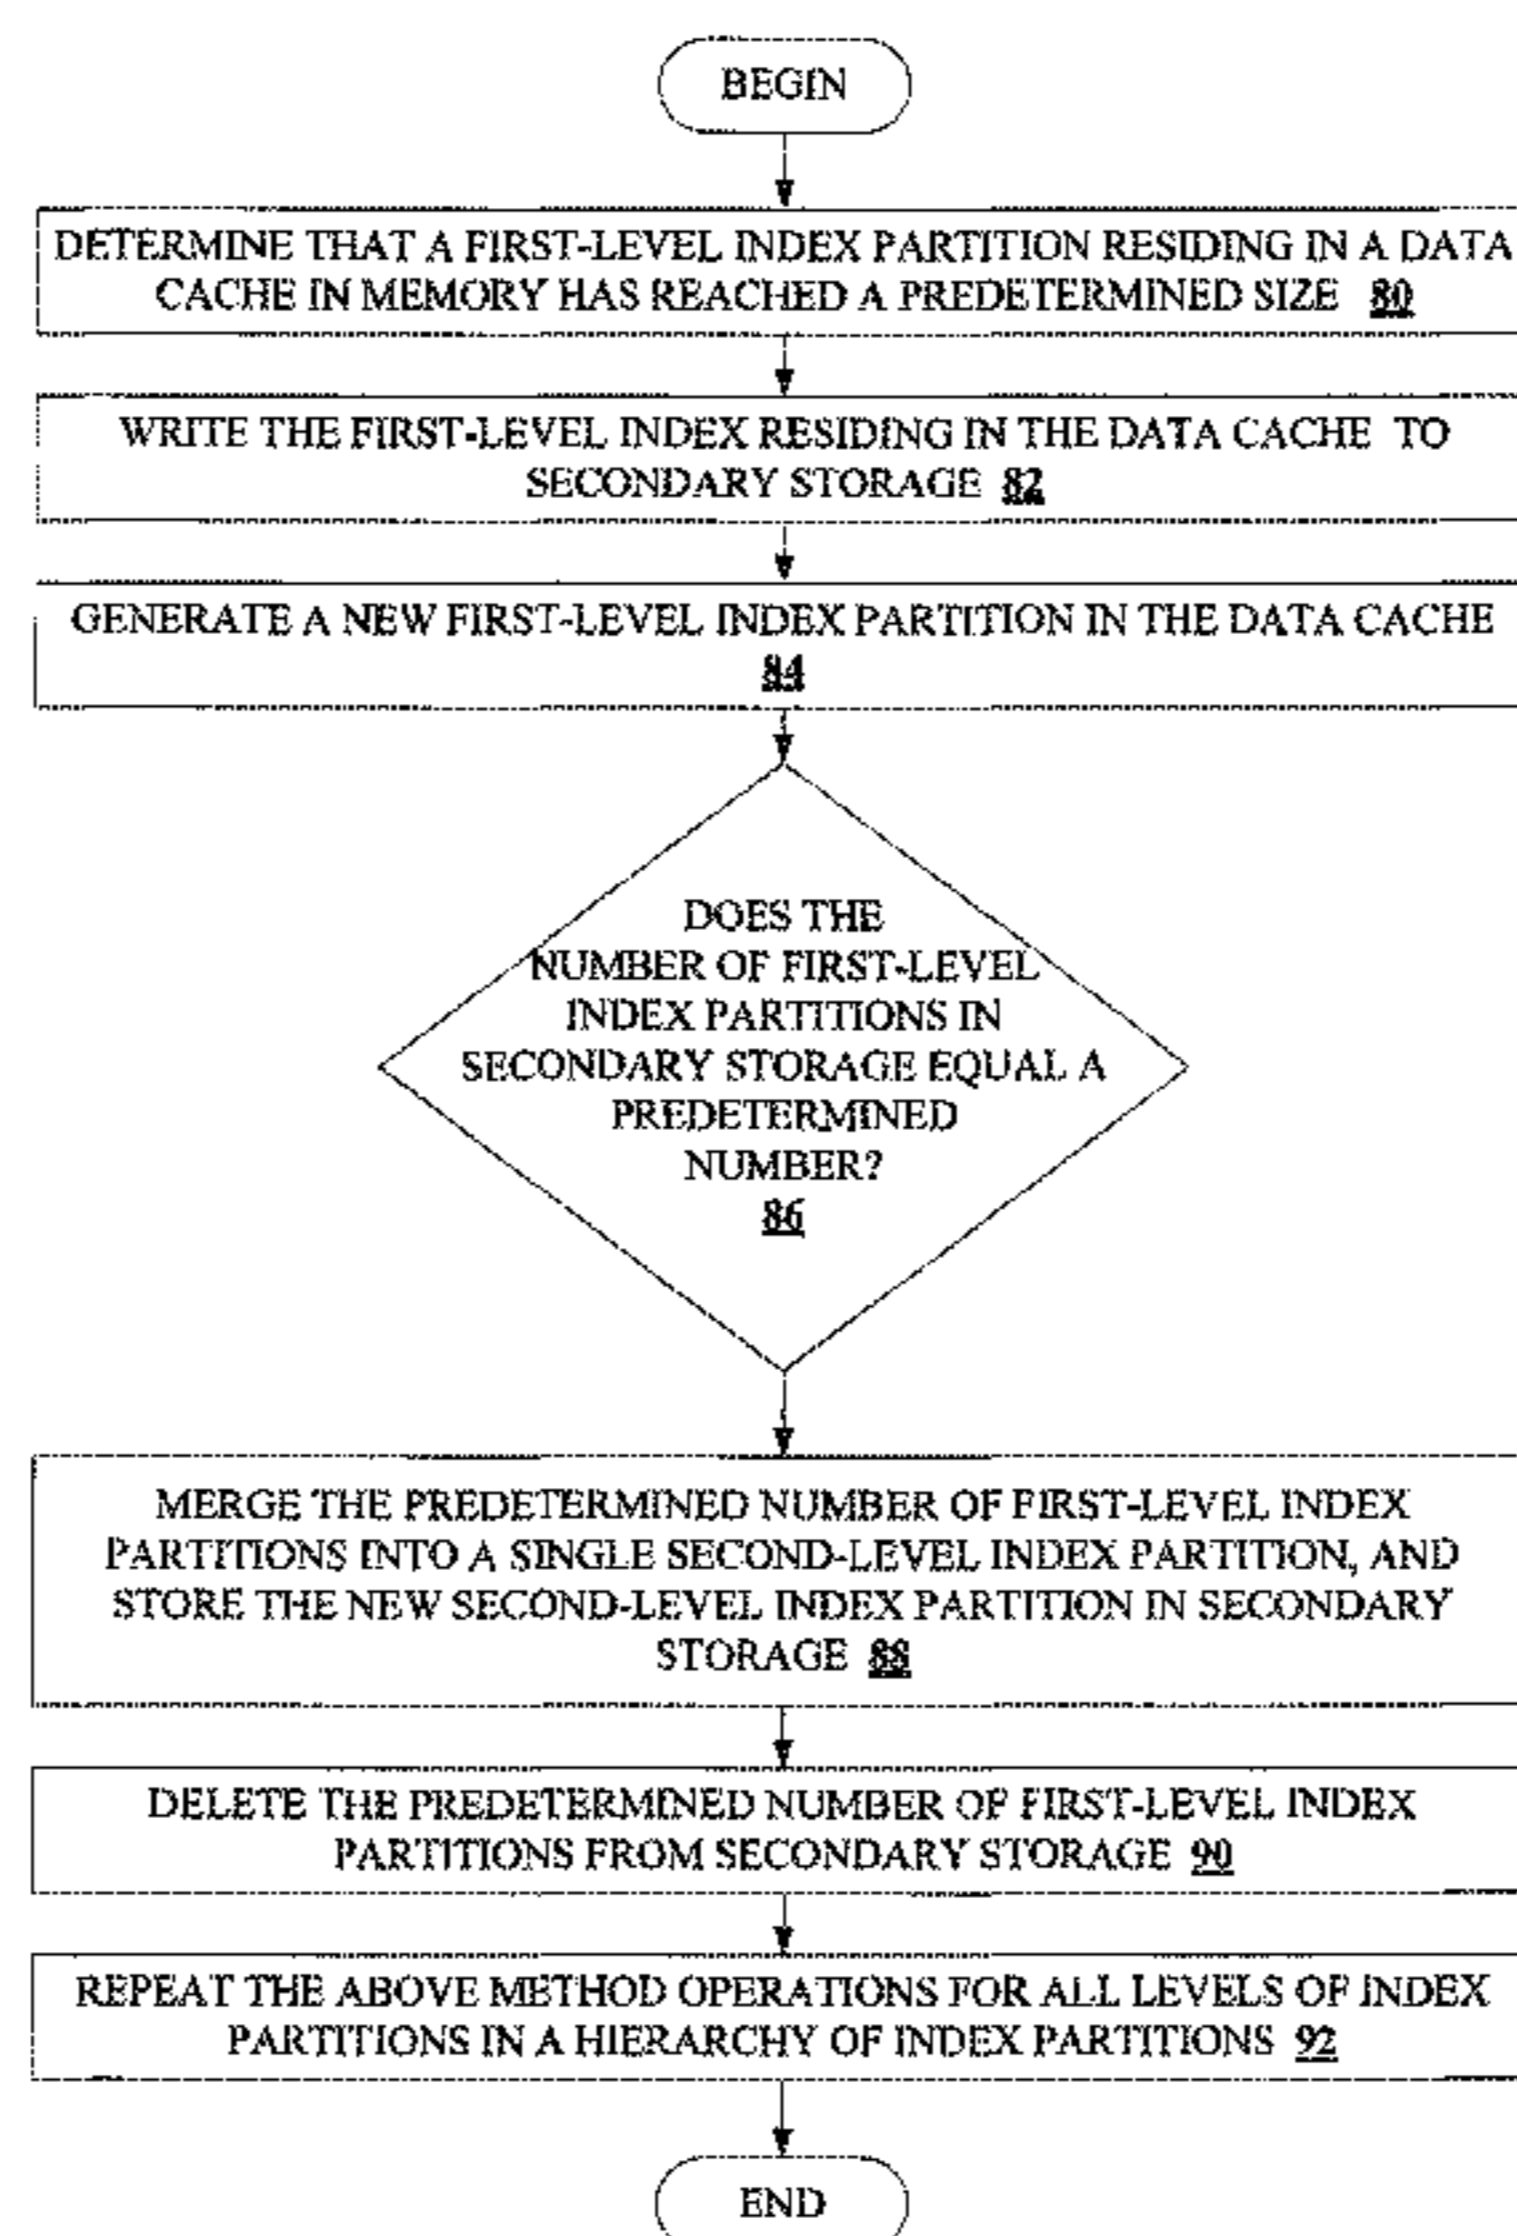 BEGIN
DETERMINE THAT A FIRST-LEVEL INDEX PARTITION RESIDING IN A DATA
CACHE IN MEMORY HAS REACHED A PREDETERMINED SIZE 80
WRITE THE FIRST-LEVEL INDEX RESIDING IN THE DATA CACHE TO
SECONDARY STORAGE 82
GENERATE A NEW FIRST-LEVEL INDEX PARTITION IN THE DATA CACHE
84
DOES THE
NUMBER OF FIRST-LEVEL
INDEX PARTITIONS IN
SECONDARY STORAGE EQUAL A
PREDETERMINED
NUMBER?
86
MERGE THE PREDETERMINED NUMBER OF FIRST-LEVEL INDEX
PARTITIONS INTO A SINGLE SECOND-LEVEL INDEX PARTITION, AND
STORE THE NEW SECOND-LEVEL INDEX PARTITION IN SECONDARY
STORAGE 88
DELETE THE PREDETERMINED NUMBER OF FIRST-LEVEL INDEX
PARTITIONS FROM SECONDARY STORAGE 90
REPEAT THE ABOVE METHOD OPERATIONS FOR ALL LEVELS OF INDEX
PARTITIONS IN A HIERARCHY OF INDEX PARTITIONS 92
END